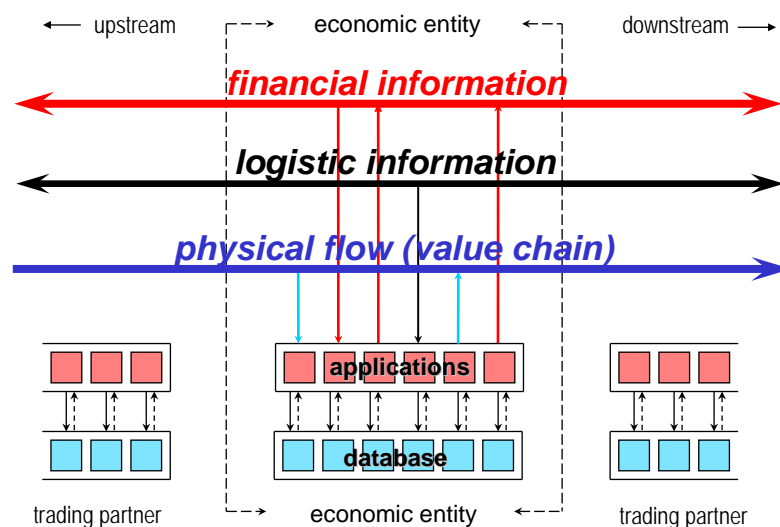 upstream economic entity downstream
financial information
logistic information
physical flow (value chain)
applications
database
trading partner economic entity trading partner